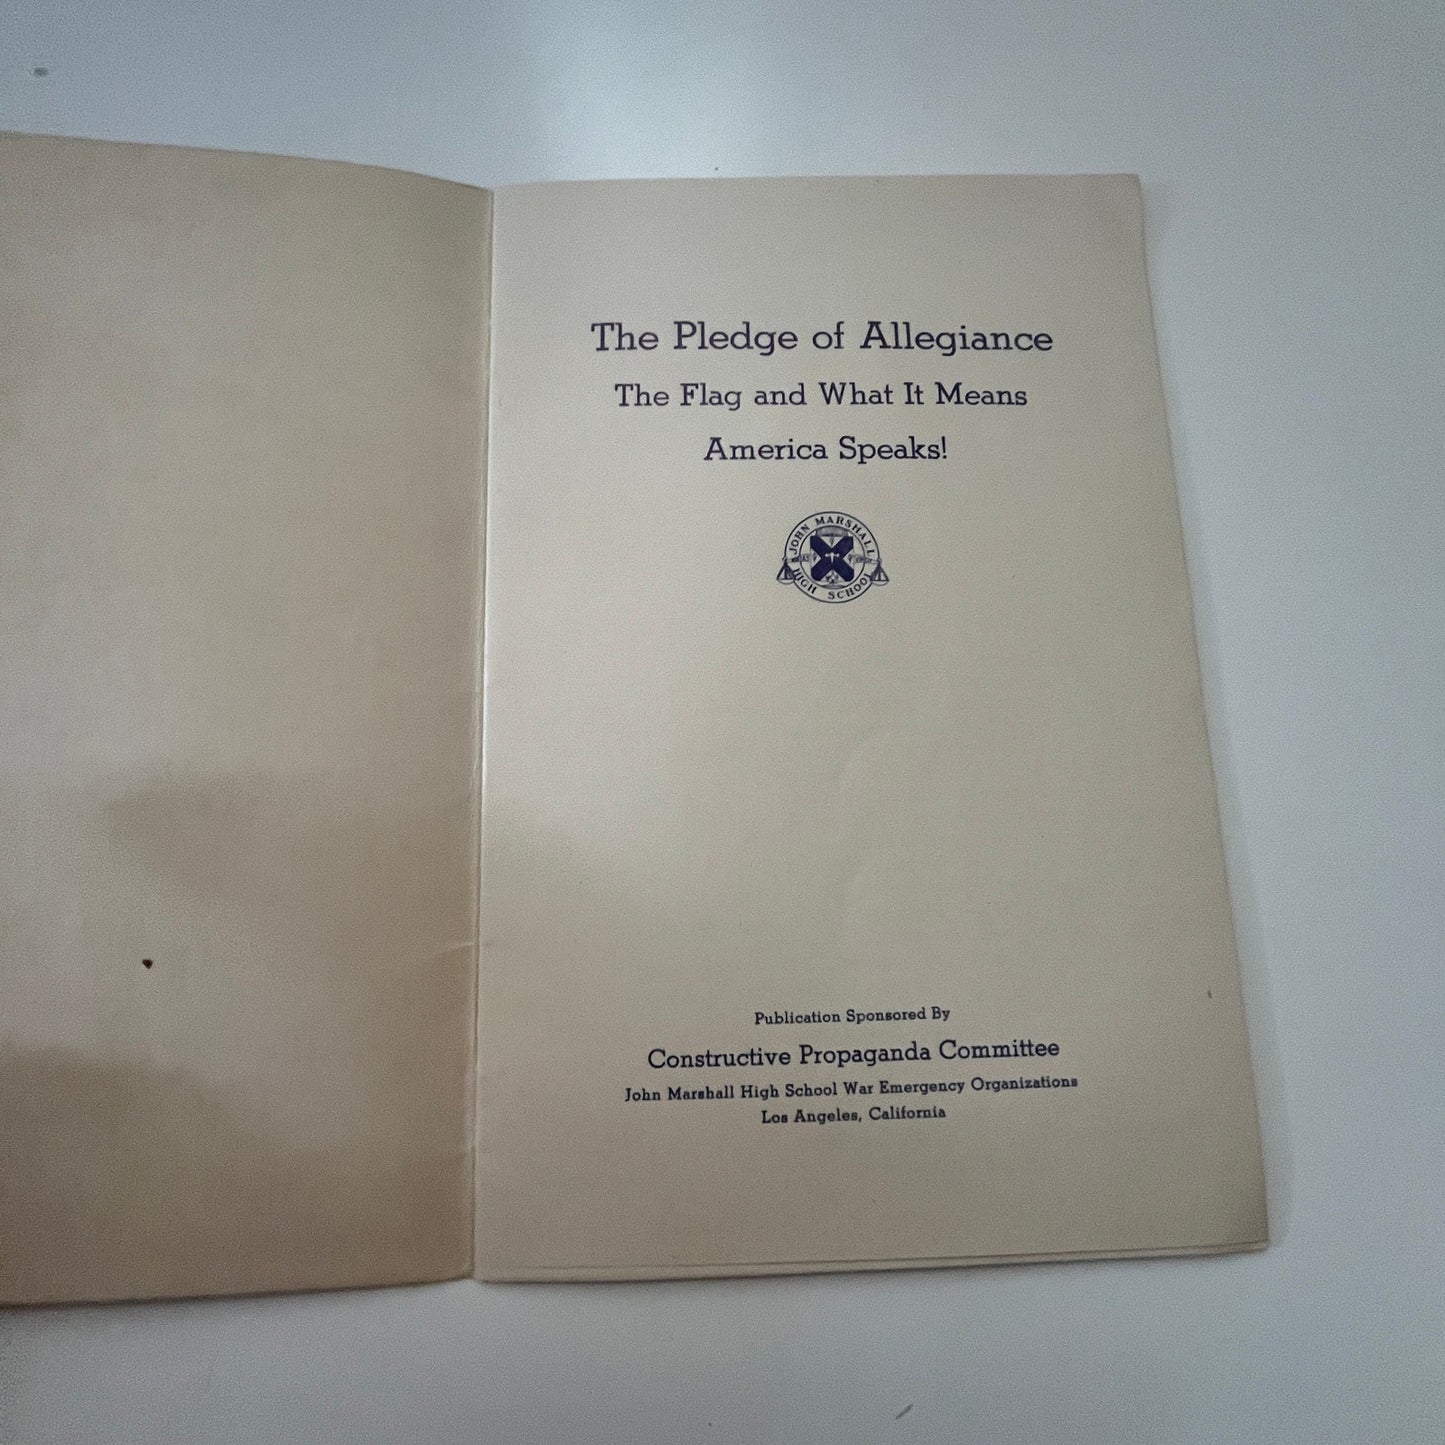 The Pledge of Allegiance
The Flag and What It Means
America Speaks!
JOHN MARSHALL
HIGH SCHOOL
Publication Sponsored By
Constructive Propaganda Committee
John Marshall High School War Emergency Organizations
Los Angeles, California